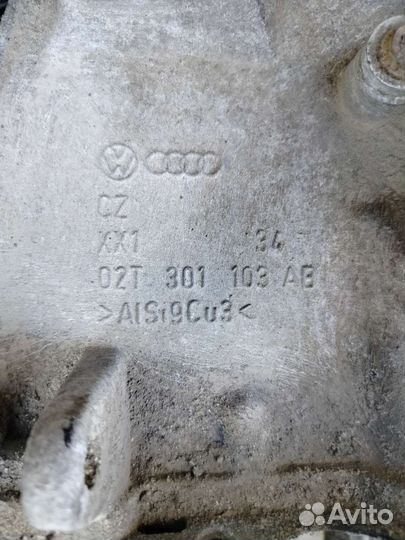 CZ
XX1 34
02T 301 103 AB
>AlSi9Cu3<
Avito